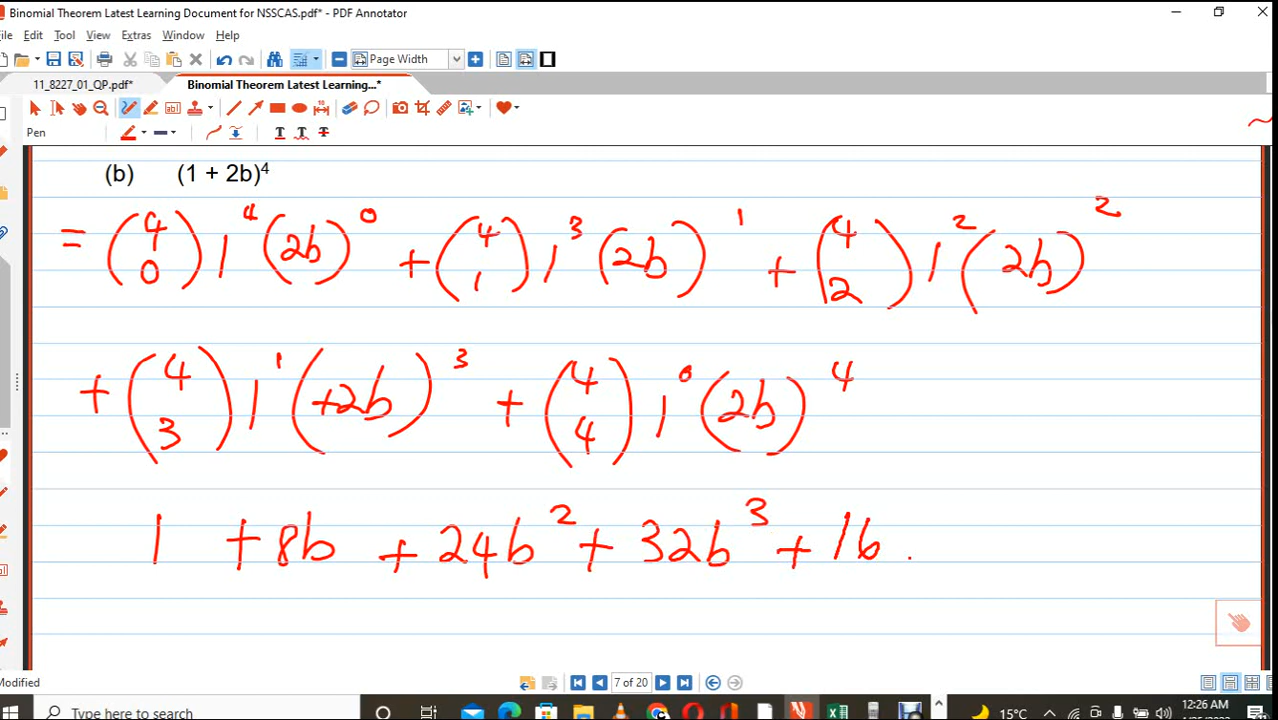 Binomial Theorem Latest Learning Document for NSSCAS.pdf* - PDF Annotator
Edit Tool View Extras Window Help
Page Width
11_8227_01_QP.pdf* Binomial Theorem Latest Learning...*
Pen
(b) (1 + 2b)⁴
= (4 0) 1⁴ (2b)⁰ + (4 1) 1³ (2b)¹ + (4 2) 1² (2b)²
+ (4 3) 1¹ (+2b)³ + (4 4) 1⁰ (2b)⁴
1 + 8b + 24b² + 32b³ + 16 .
Modified 7 of 20
Type here to search 15°C 12:26 AM